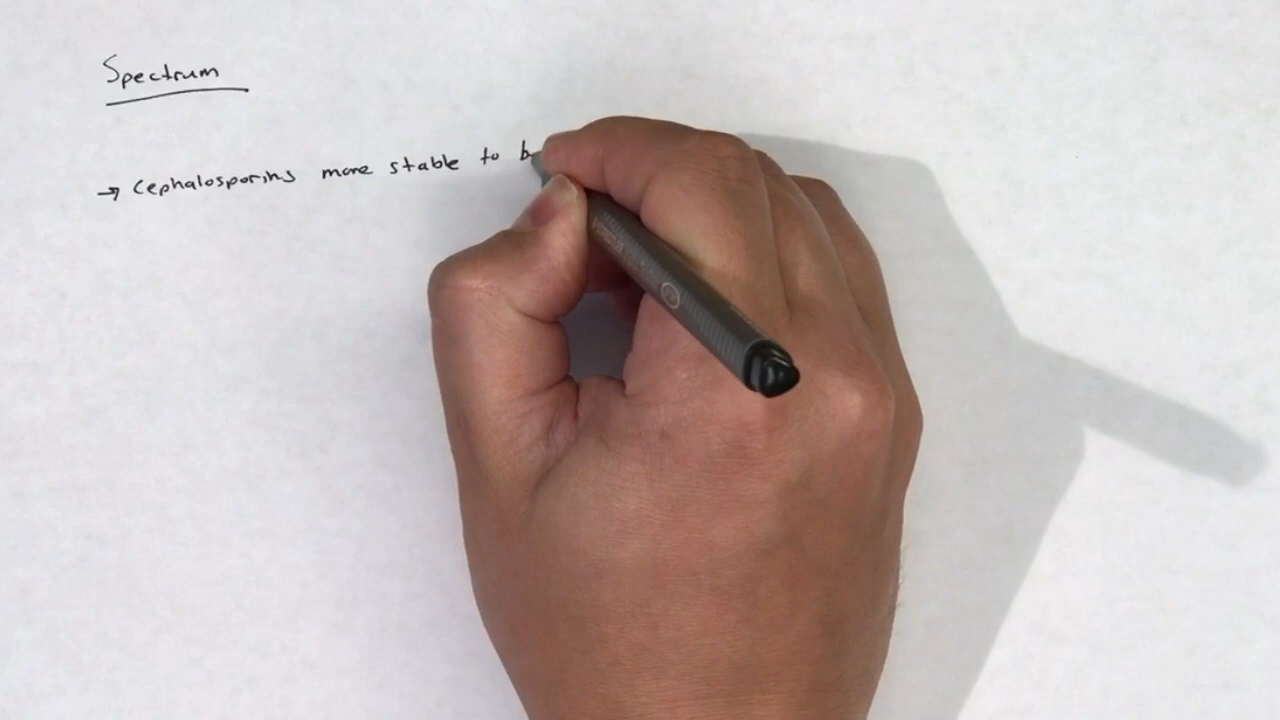 Spectrum
→ Cephalosporins more stable to b